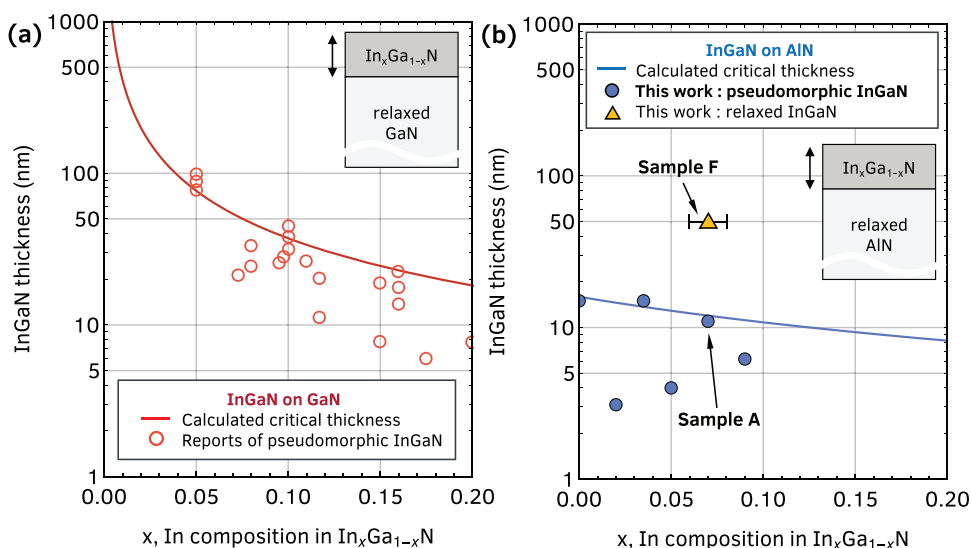 (a)
1000
500
100
50
10
5
1
InGaN thickness (nm)
InₓGa₁₋ₓN
relaxed
GaN
InGaN on GaN
Calculated critical thickness
Reports of pseudomorphic InGaN
0.00 0.05 0.10 0.15 0.20
x, In composition in InₓGa₁₋ₓN
(b)
1000
500
100
50
10
5
1
InGaN thickness (nm)
InGaN on AlN
Calculated critical thickness
This work : pseudomorphic InGaN
This work : relaxed InGaN
Sample F
InₓGa₁₋ₓN
relaxed
AlN
Sample A
0.00 0.05 0.10 0.15 0.20
x, In composition in InₓGa₁₋ₓN